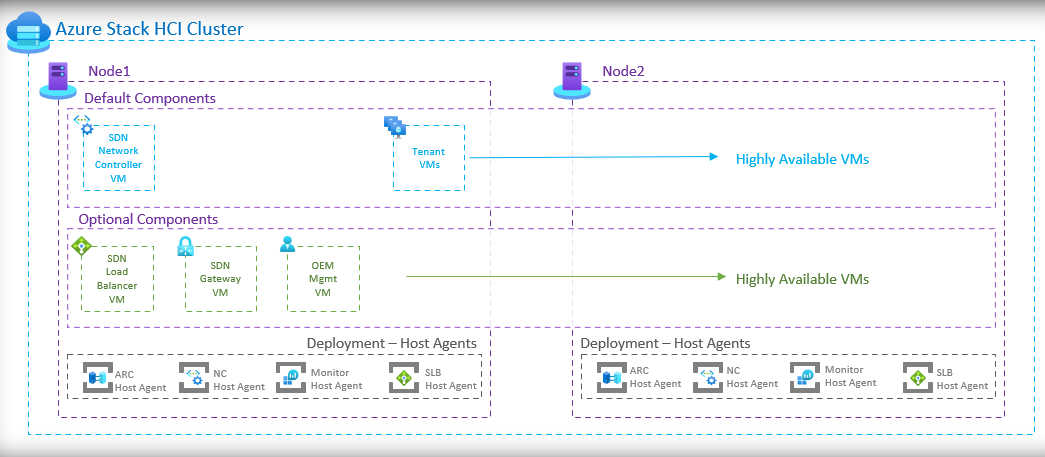 Azure Stack HCI Cluster
Node1
Node2
Default Components
SDN
Network
Controller
VM
Tenant
VMs
Highly Available VMs
Optional Components
SDN
Load
Balancer
VM
SDN
Gateway
VM
OEM
Mgmt
VM
Highly Available VMs
Deployment – Host Agents
ARC
Host Agent
NC
Host Agent
Monitor
Host Agent
SLB
Host Agent
Deployment – Host Agents
ARC
Host Agent
NC
Host Agent
Monitor
Host Agent
SLB
Host Agent